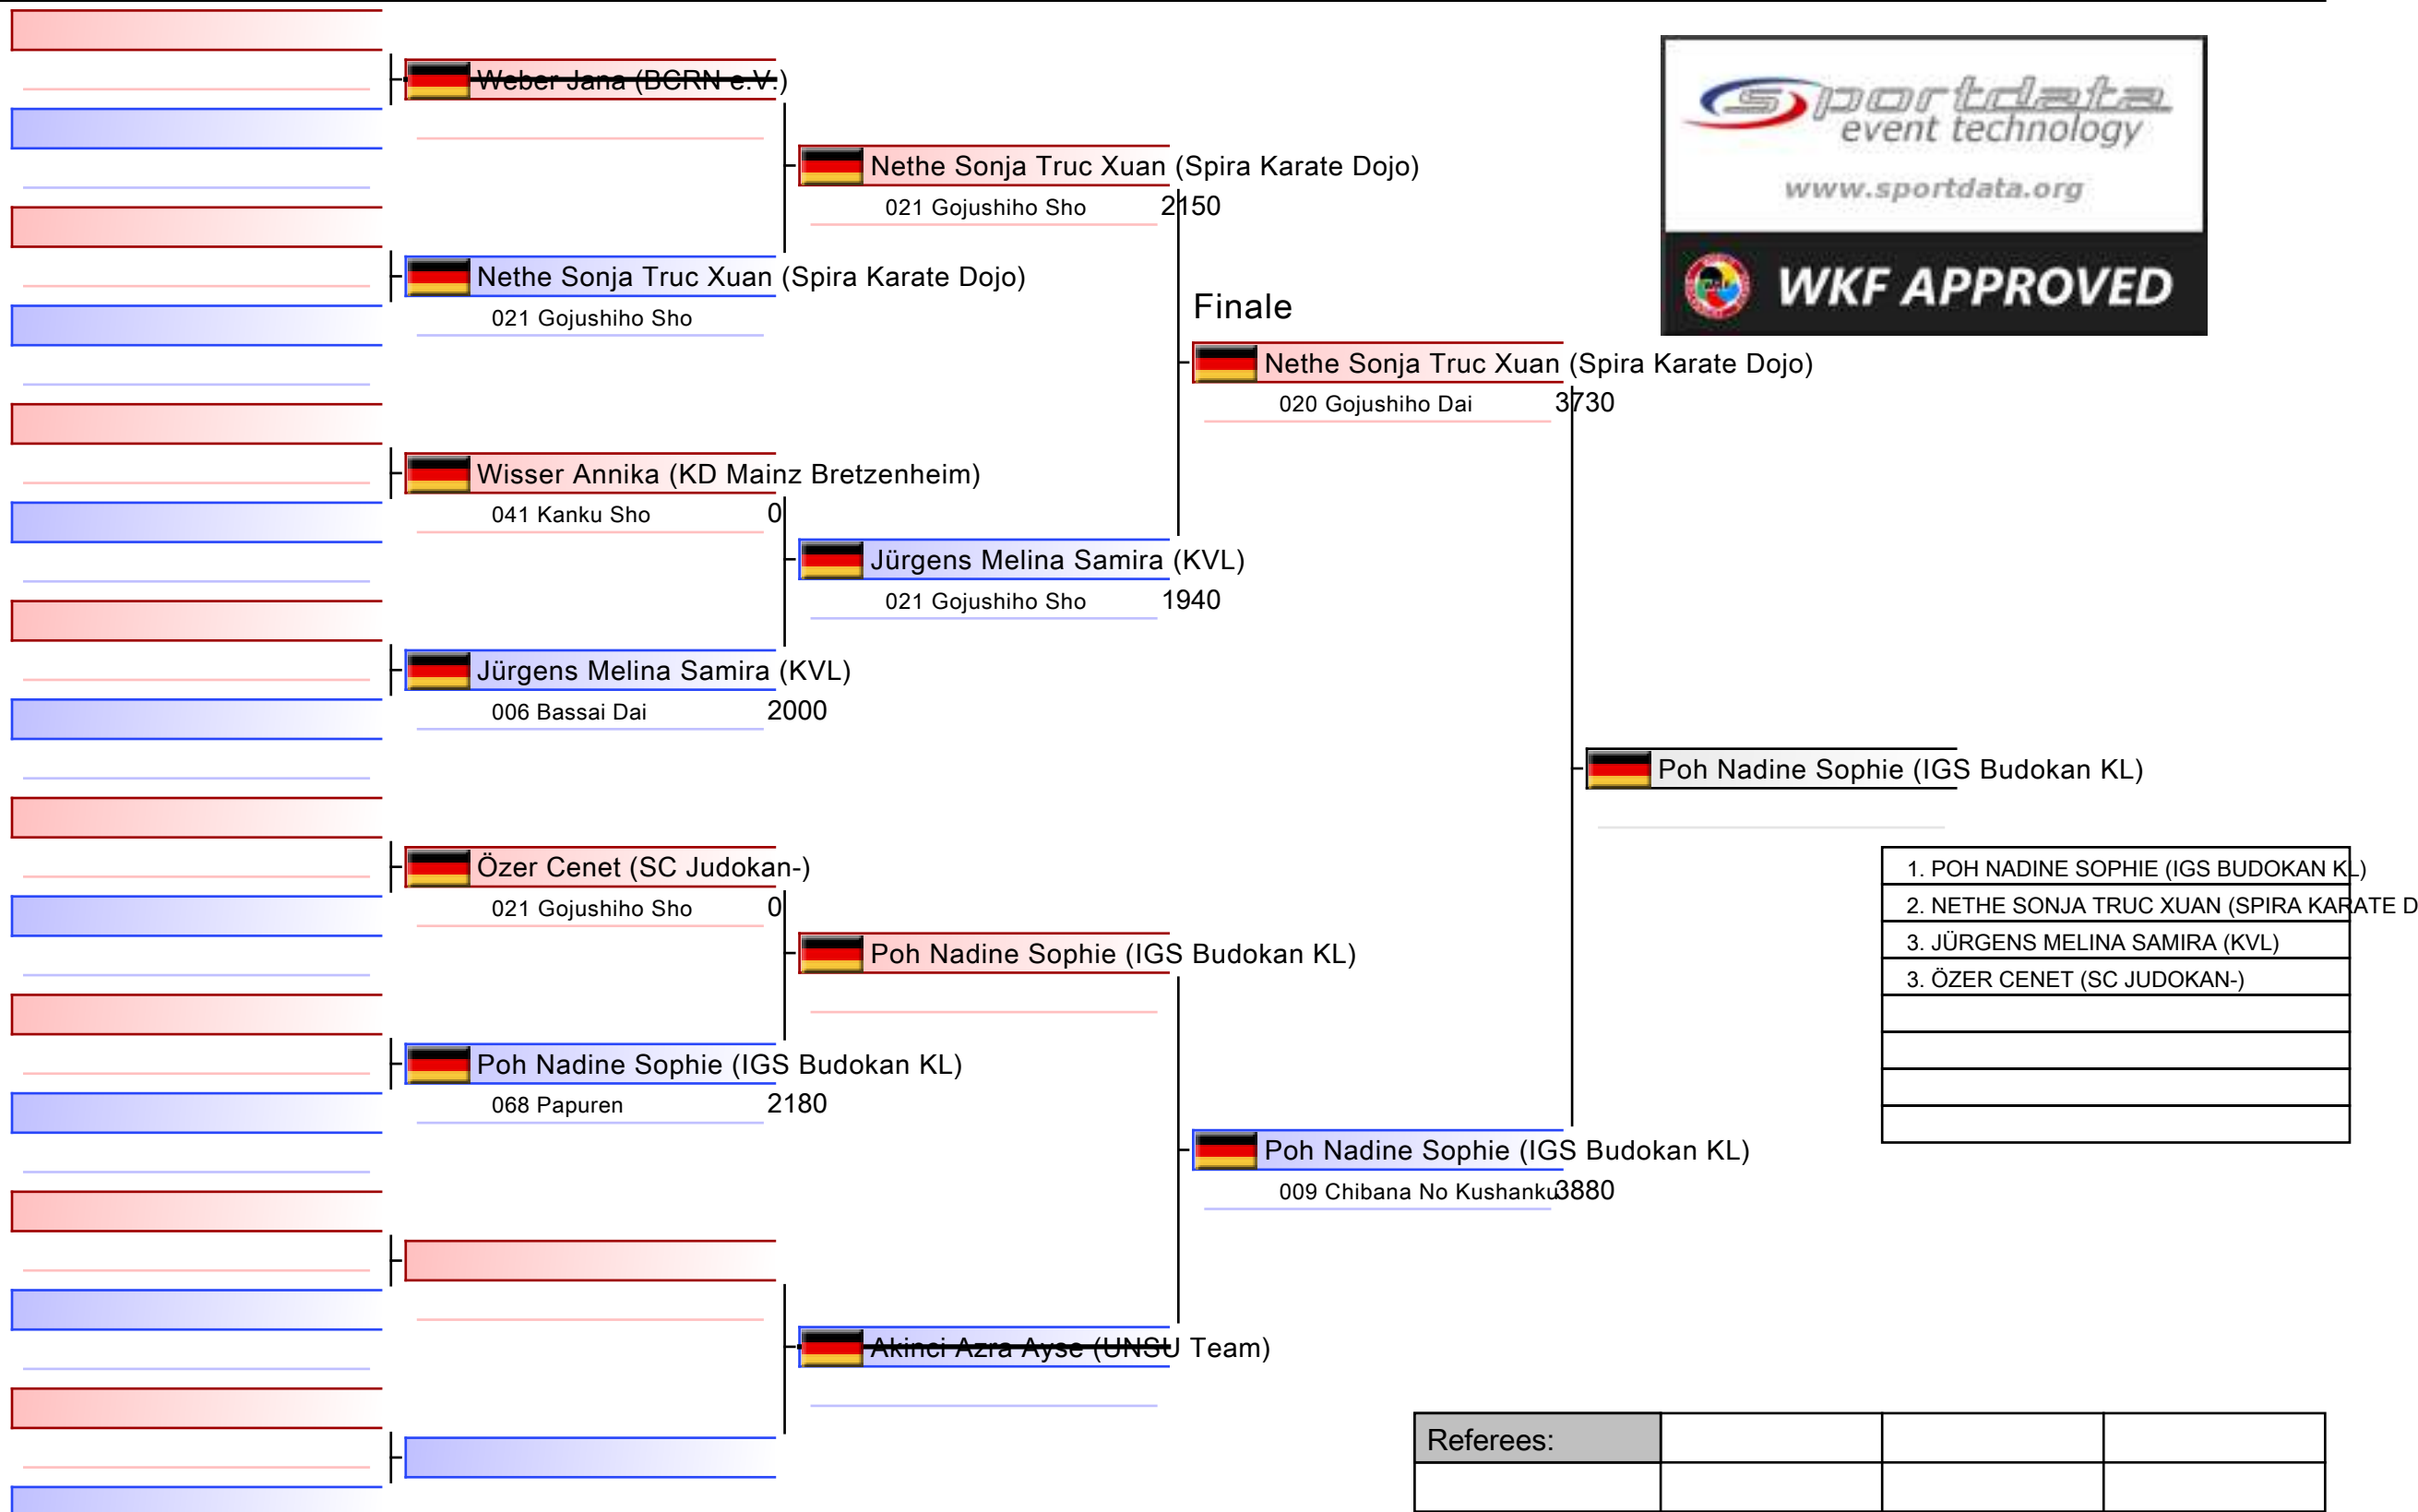 Weber Jana (BCRN e.V.)
Nethe Sonja Truc Xuan (Spira Karate Dojo)
021 Gojushiho Sho
Wisser Annika (KD Mainz Bretzenheim)
041 Kanku Sho 0
Jürgens Melina Samira (KVL)
006 Bassai Dai 2000
Özer Cenet (SC Judokan-)
021 Gojushiho Sho 0
Poh Nadine Sophie (IGS Budokan KL)
068 Papuren 2180
Nethe Sonja Truc Xuan (Spira Karate Dojo)
021 Gojushiho Sho 2150
Jürgens Melina Samira (KVL)
021 Gojushiho Sho 1940
Poh Nadine Sophie (IGS Budokan KL)
Akinci Azra Ayse (UNSU Team)
Finale
Nethe Sonja Truc Xuan (Spira Karate Dojo)
020 Gojushiho Dai 3730
Poh Nadine Sophie (IGS Budokan KL)
009 Chibana No Kushanku 3880
sportdata
event technology
www.sportdata.org
WKF APPROVED
Poh Nadine Sophie (IGS Budokan KL)
1. POH NADINE SOPHIE (IGS BUDOKAN KL)
2. NETHE SONJA TRUC XUAN (SPIRA KARATE D
3. JÜRGENS MELINA SAMIRA (KVL)
3. ÖZER CENET (SC JUDOKAN-)
Referees: